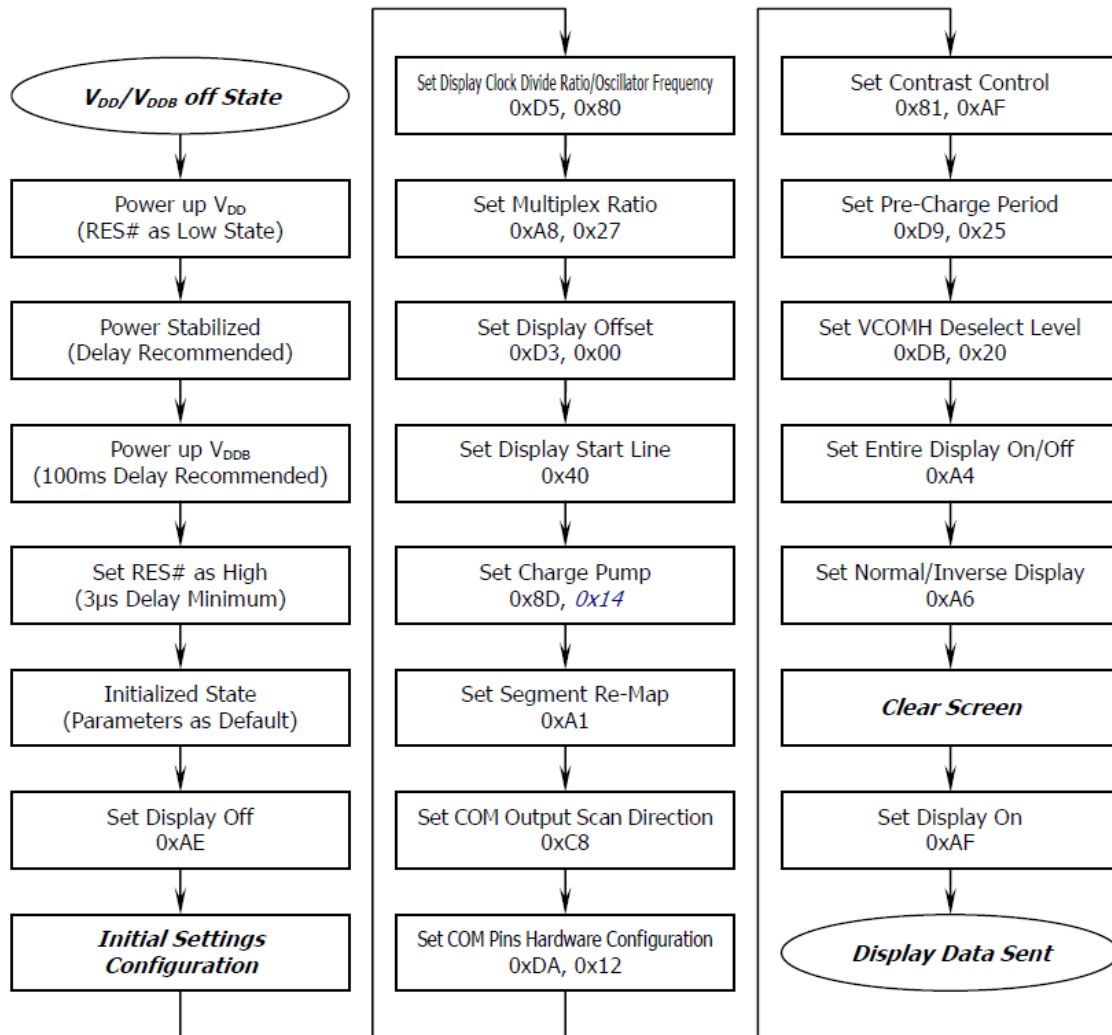 V_DD/V_DDB off State
Power up V_DD
(RES# as Low State)
Power Stabilized
(Delay Recommended)
Power up V_DDB
(100ms Delay Recommended)
Set RES# as High
(3μs Delay Minimum)
Initialized State
(Parameters as Default)
Set Display Off
0xAE
Initial Settings
Configuration
Set Display Clock Divide Ratio/Oscillator Frequency
0xD5, 0x80
Set Multiplex Ratio
0xA8, 0x27
Set Display Offset
0xD3, 0x00
Set Display Start Line
0x40
Set Charge Pump
0x8D, 0x14
Set Segment Re-Map
0xA1
Set COM Output Scan Direction
0xC8
Set COM Pins Hardware Configuration
0xDA, 0x12
Set Contrast Control
0x81, 0xAF
Set Pre-Charge Period
0xD9, 0x25
Set VCOMH Deselect Level
0xDB, 0x20
Set Entire Display On/Off
0xA4
Set Normal/Inverse Display
0xA6
Clear Screen
Set Display On
0xAF
Display Data Sent